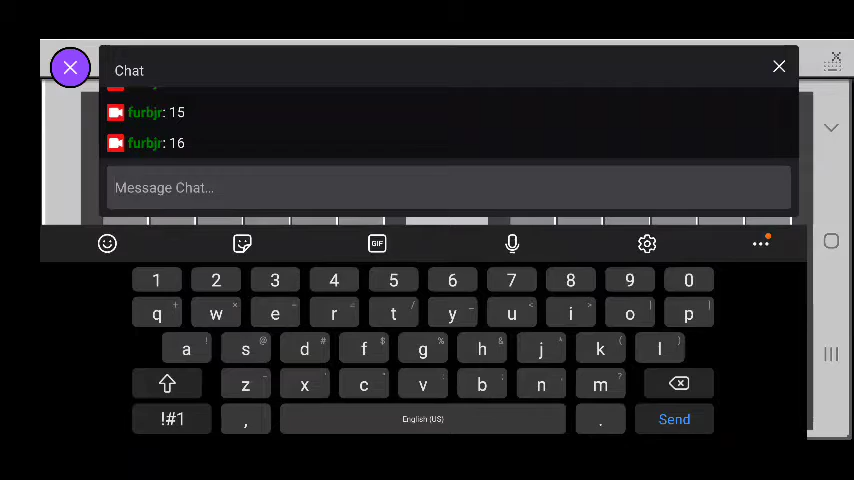 Chat
furbjr: 15
furbjr: 16
Message Chat...
GIF
1 2 3 4 5 6 7 8 9 0
q w e r t y u i o p
a s d f g h j k l
z x c v b n m
!#1 , English (US) . Send